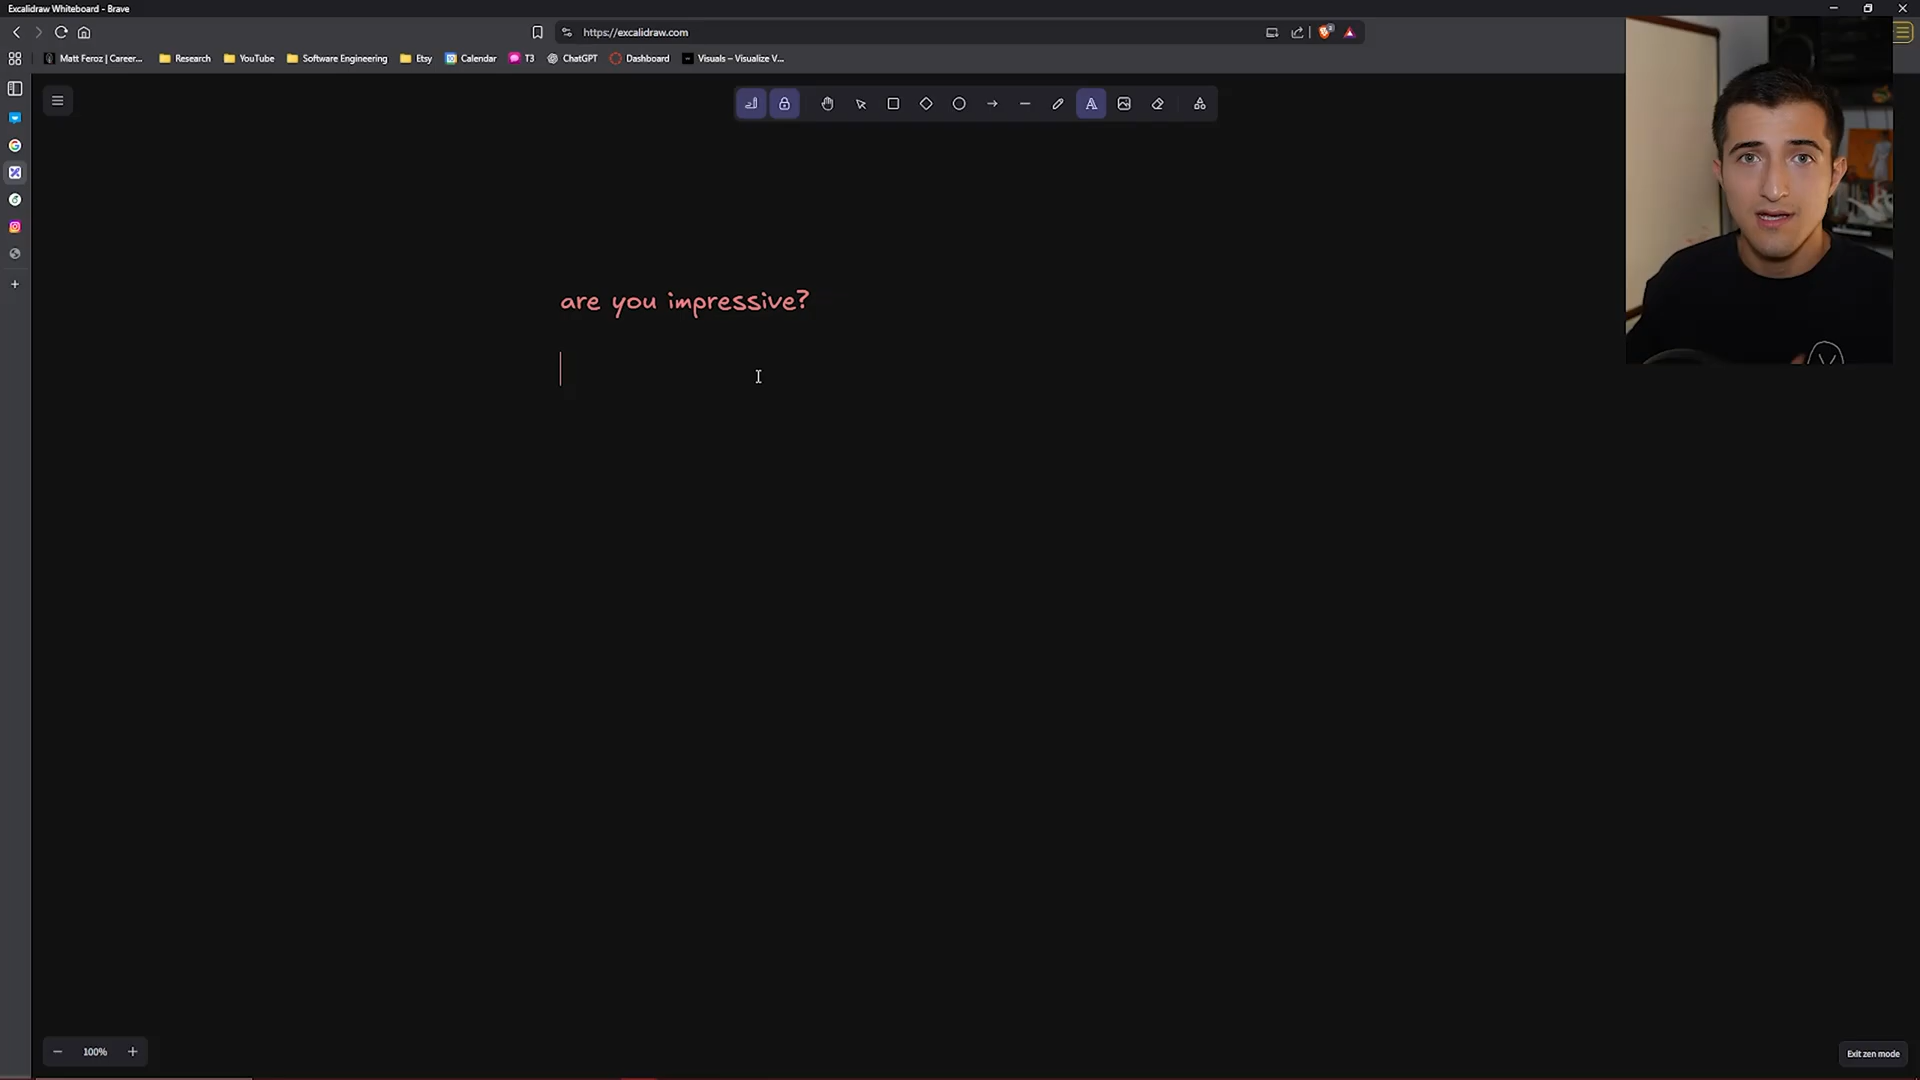 Excalidraw Whiteboard - Brave
https://excalidraw.com
Matt Feroz | Career...
Research
YouTube
Software Engineering
Etsy
Calendar
T3
ChatGPT
Dashboard
Visuals – Visualize V...
are you impressive?
100%
Exit zen mode